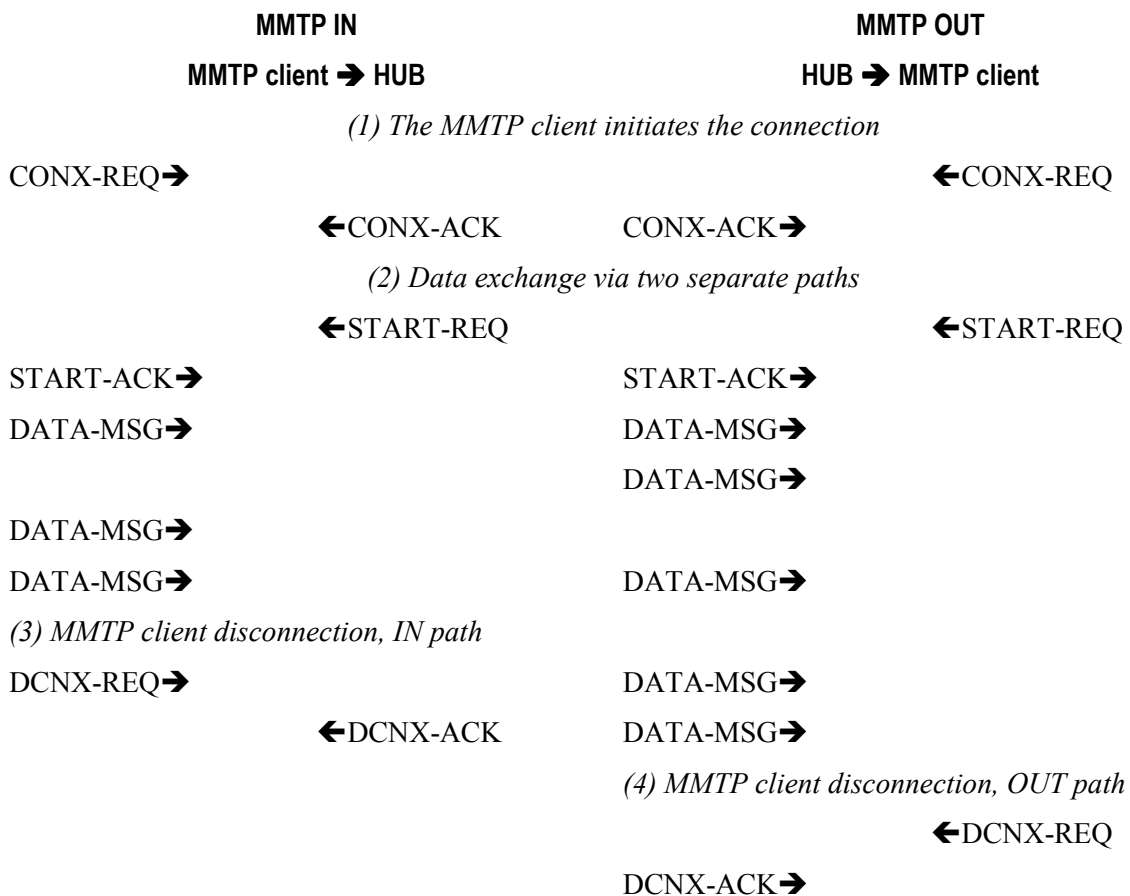 MMTP IN MMTP OUT
MMTP client ➔ HUB HUB ➔ MMTP client
(1) The MMTP client initiates the connection
CONX-REQ➔ 🡸CONX-REQ
🡸CONX-ACK CONX-ACK➔
(2) Data exchange via two separate paths
🡸START-REQ 🡸START-REQ
START-ACK➔ START-ACK➔
DATA-MSG➔ DATA-MSG➔
DATA-MSG➔
DATA-MSG➔
DATA-MSG➔ DATA-MSG➔
(3) MMTP client disconnection, IN path
DCNX-REQ➔ DATA-MSG➔
🡸DCNX-ACK DATA-MSG➔
(4) MMTP client disconnection, OUT path
🡸DCNX-REQ
DCNX-ACK➔